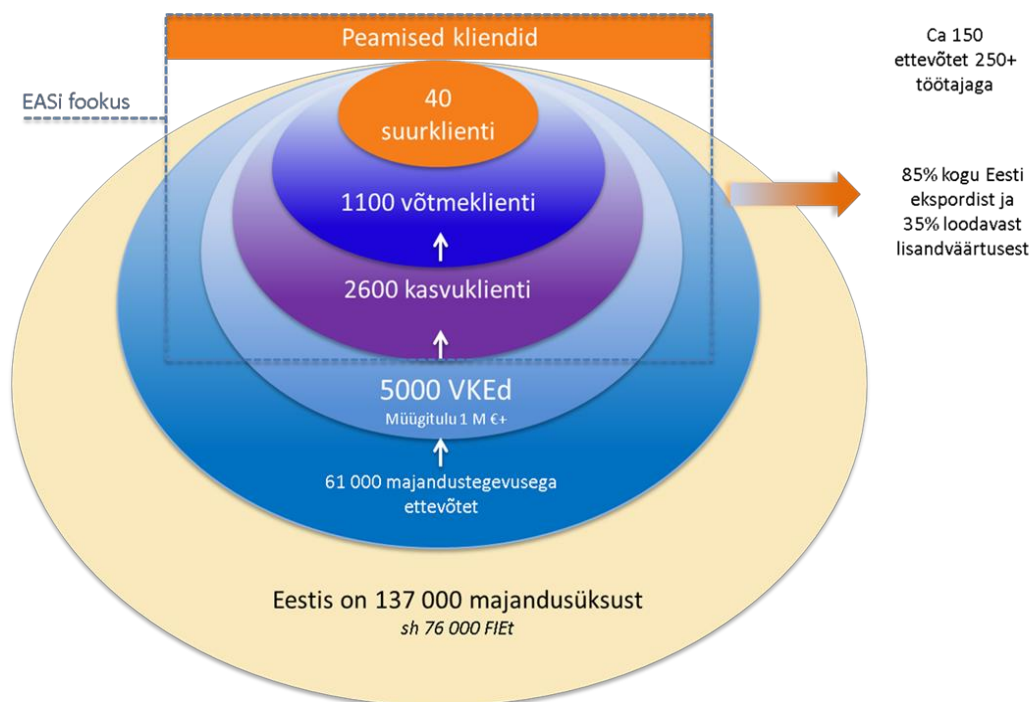 Peamised kliendid
Ca 150
ettevõtet 250+
töötajaga
EASi fookus
40
suurklienti
1100 võtmeklienti
85% kogu Eesti
ekspordist ja
35% loodavast
lisandväärtusest
2600 kasvuklienti
5000 VKEd
Müügitulu 1 M €+
61 000 majandustegevusega
ettevõtet
Eestis on 137 000 majandusüksust
sh 76 000 FIEt